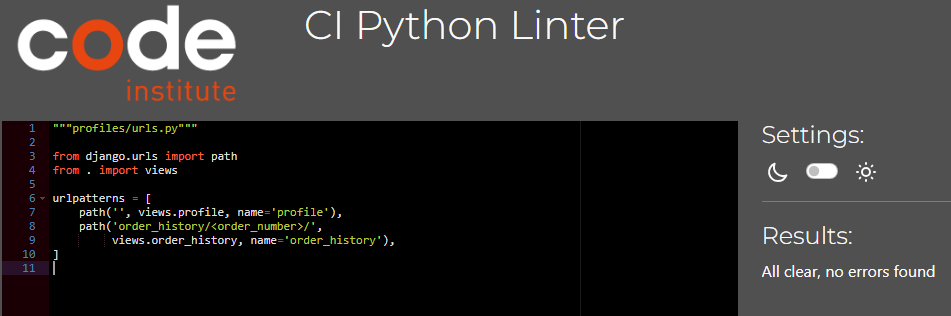 code
institute
CI Python Linter
1 """profiles/urls.py"""
2
3 from django.urls import path
4 from . import views
5
6 urlpatterns = [
7     path('', views.profile, name='profile'),
8     path('order_history/<order_number>/',
9          views.order_history, name='order_history'),
10 ]
11
Settings:
Results:
All clear, no errors found